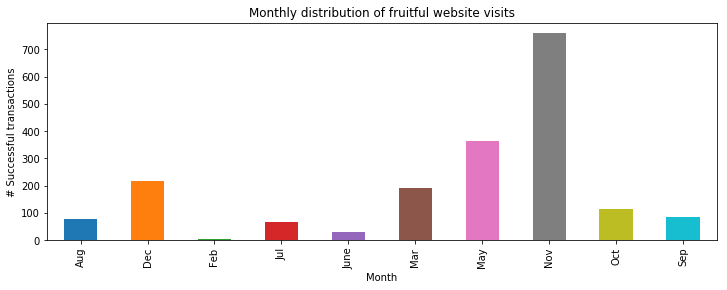 Monthly distribution of fruitful website visits
# Successful transactions
700
600
500
400
300
200
100
0
Aug
Dec
Feb
Jul
June
Mar
May
Nov
Oct
Sep
Month